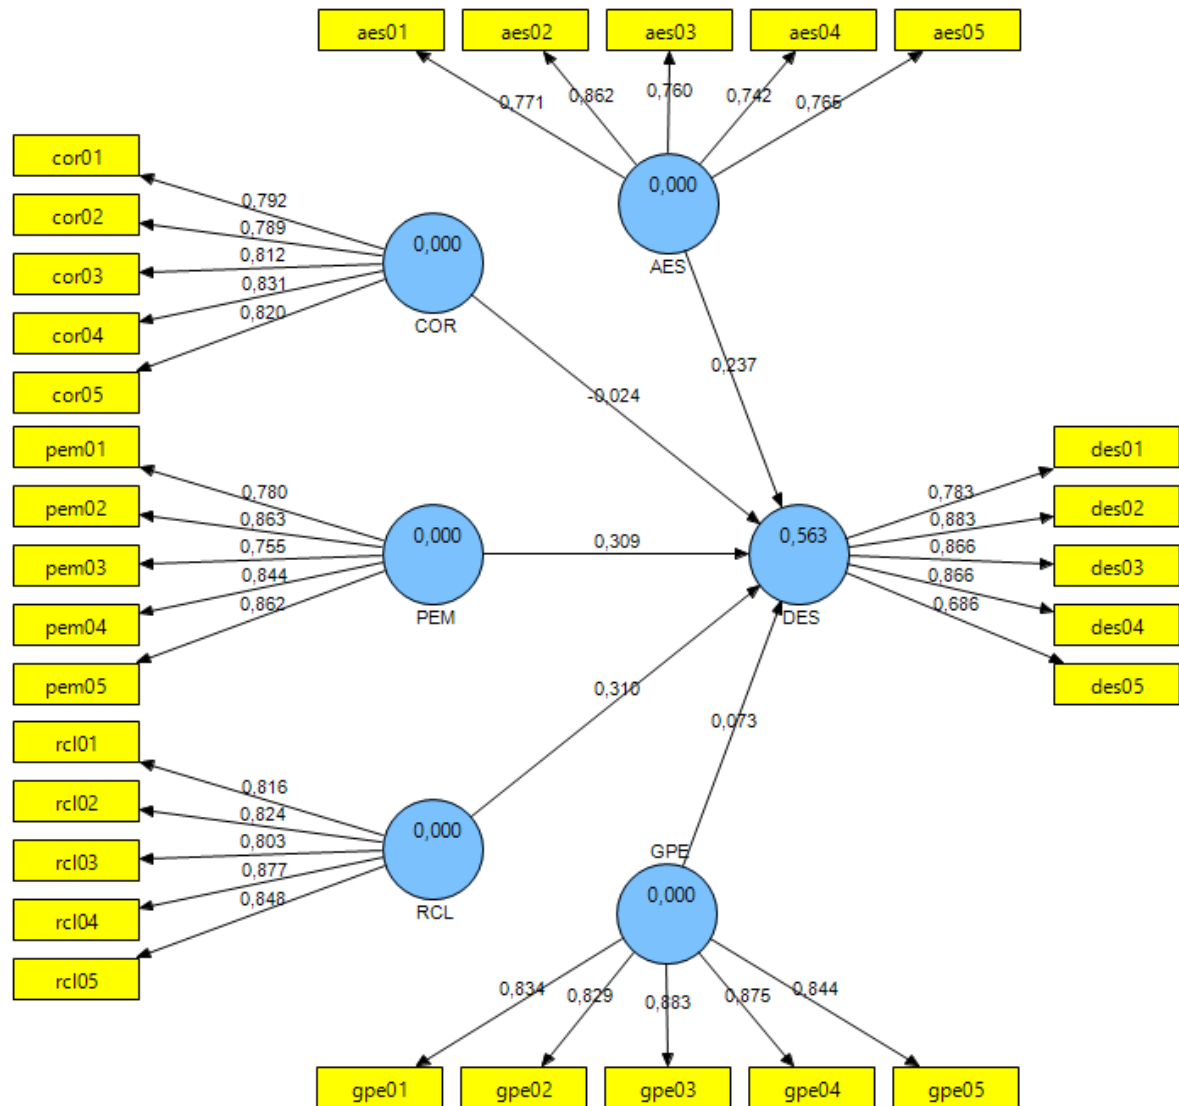 aes01
aes02
aes03
aes04
aes05
0,771
0,862
0,760
0,742
0,765
0,000
AES
cor01
cor02
cor03
cor04
cor05
0,792
0,789
0,812
0,831
0,820
0,000
COR
0,237
-0,024
pem01
pem02
pem03
pem04
pem05
0,780
0,863
0,755
0,844
0,862
0,000
PEM
0,309
0,563
DES
0,783
0,883
0,866
0,866
0,686
des01
des02
des03
des04
des05
rcl01
rcl02
rcl03
rcl04
rcl05
0,816
0,824
0,803
0,877
0,848
0,000
RCL
0,310
0,073
GPE
0,000
0,834
0,829
0,883
0,875
0,844
gpe01
gpe02
gpe03
gpe04
gpe05